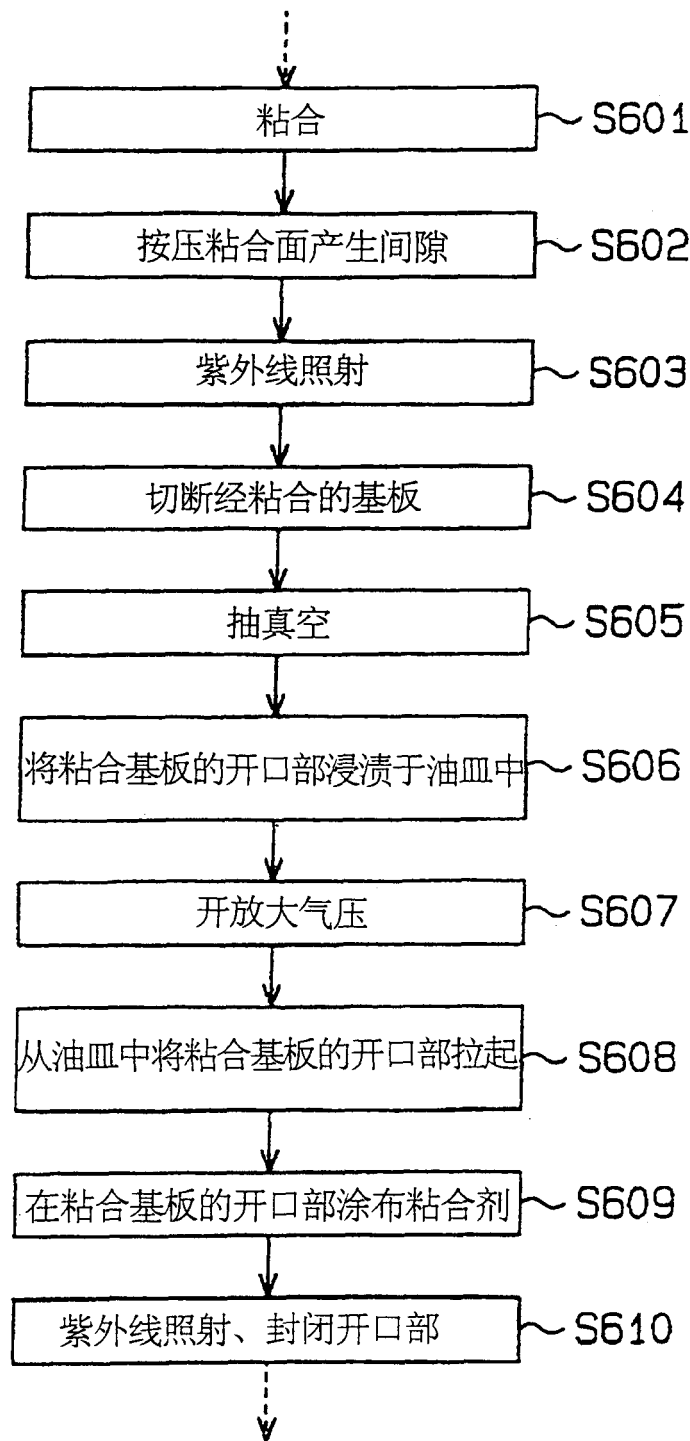 粘合 S601
按压粘合面产生间隙 S602
紫外线照射 S603
切断经粘合的基板 S604
抽真空 S605
将粘合基板的开口部浸渍于油皿中 S606
开放大气压 S607
从油皿中将粘合基板的开口部拉起 S608
在粘合基板的开口部涂布粘合剂 S609
紫外线照射、封闭开口部 S610